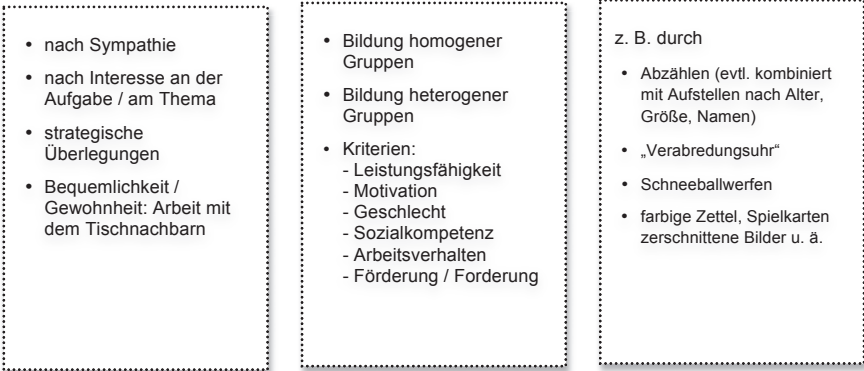 • nach Sympathie
• nach Interesse an der
Aufgabe / am Thema
• strategische
Überlegungen
• Bequemlichkeit /
Gewohnheit: Arbeit mit
dem Tischnachbarn
• Bildung homogener
Gruppen
• Bildung heterogener
Gruppen
• Kriterien:
- Leistungsfähigkeit
- Motivation
- Geschlecht
- Sozialkompetenz
- Arbeitsverhalten
- Förderung / Forderung
z. B. durch
• Abzählen (evtl. kombiniert
mit Aufstellen nach Alter,
Größe, Namen)
• „Verabredungsuhr“
• Schneeballwerfen
• farbige Zettel, Spielkarten
zerschnittene Bilder u. ä.